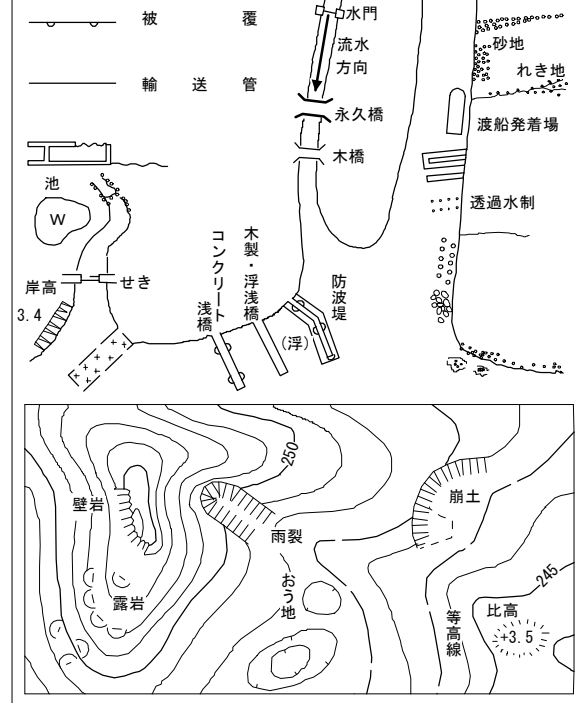 被覆
輸送管
水門
流水
方向
永久橋
木橋
砂地
れき地
渡船発着場
透過水制
池
W
せき
岸高
3.4
コンクリート
浅橋
木製・浮浅橋
防波堤
(浮)
250
壁岩
露岩
雨裂
おう地
崩土
等高線
245
比高
+3.5